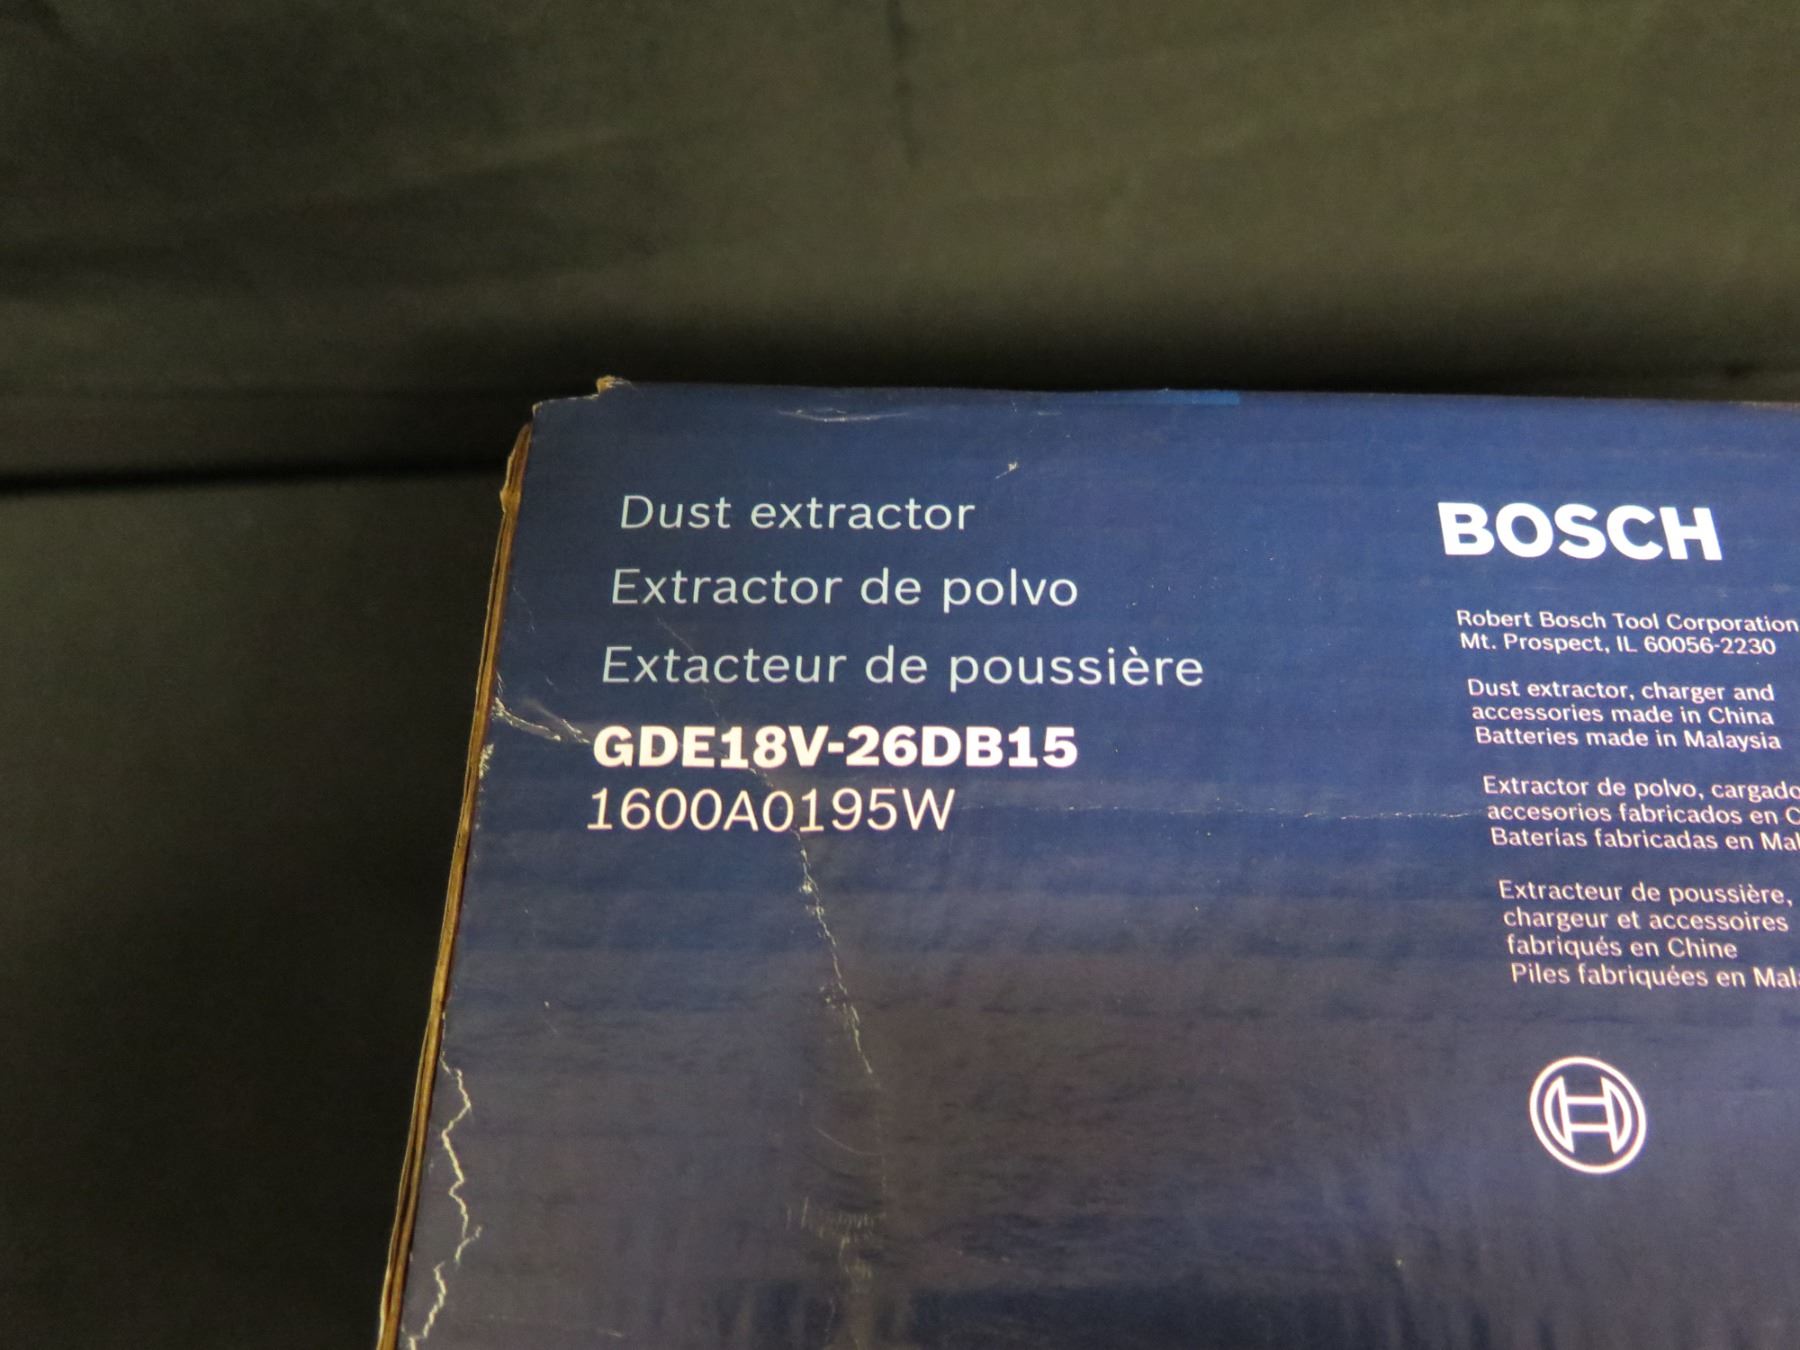 Dust extractor
Extractor de polvo
Extacteur de poussière
GDE18V-26DB15
1600A0195W
BOSCH
Robert Bosch Tool Corporation
Mt. Prospect, IL 60056-2230
Dust extractor, charger and
accessories made in China
Batteries made in Malaysia
Extractor de polvo,
accesorios fabricados en
Baterías fabricadas en
Extracteur de poussière,
chargeur et accessoires
fabriqués en Chine
Piles fabriquées en